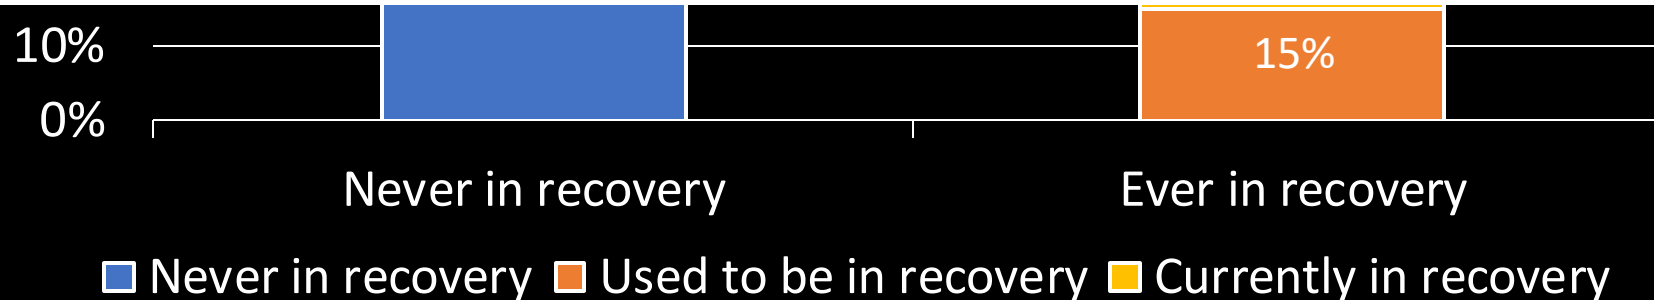 10%
15%
0%
Never in recovery
Ever in recovery
Never in recovery
Used to be in recovery
Currently in recovery